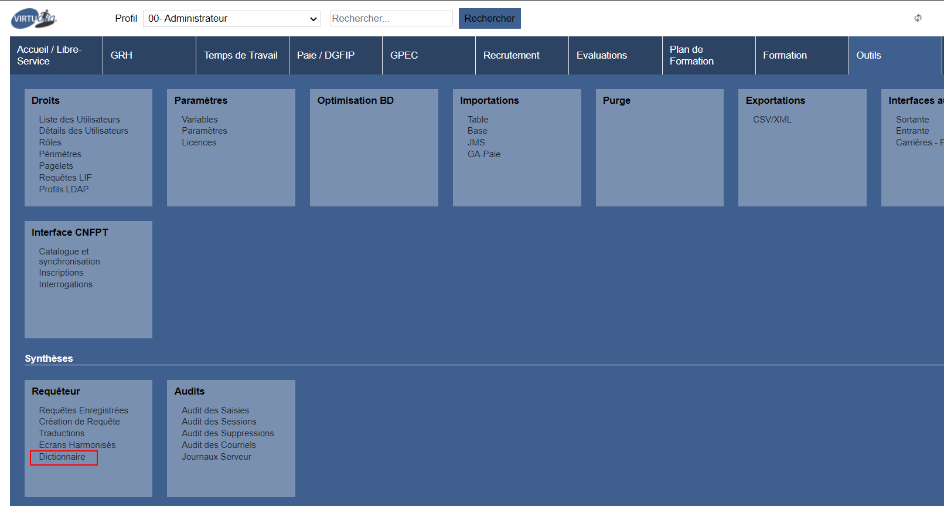 VIRTUALIA
Profil 00- Administrateur Rechercher... Rechercher
Accueil / Libre-
Service
GRH
Temps de Travail
Paie / DGFIP
GPEC
Recrutement
Evaluations
Plan de
Formation
Formation
Outils
Droits
Liste des Utilisateurs
Détails des Utilisateurs
Rôles
Périmètres
Pagelets
Requêtes LIF
Profils LDAP
Paramètres
Variables
Paramètres
Licences
Optimisation BD
Importations
Table
Base
JMS
GA-Paie
Purge
Exportations
CSV/XML
Interfaces au
Sortante
Entrante
Carrières - P
Interface CNFPT
Catalogue et
synchronisation
Inscriptions
Interrogations
Synthèses
Requêteur
Requêtes Enregistrées
Création de Requête
Traductions
Ecrans Harmonisés
Dictionnaire
Audits
Audit des Saisies
Audit des Sessions
Audit des Suppressions
Audit des Courriels
Journaux Serveur